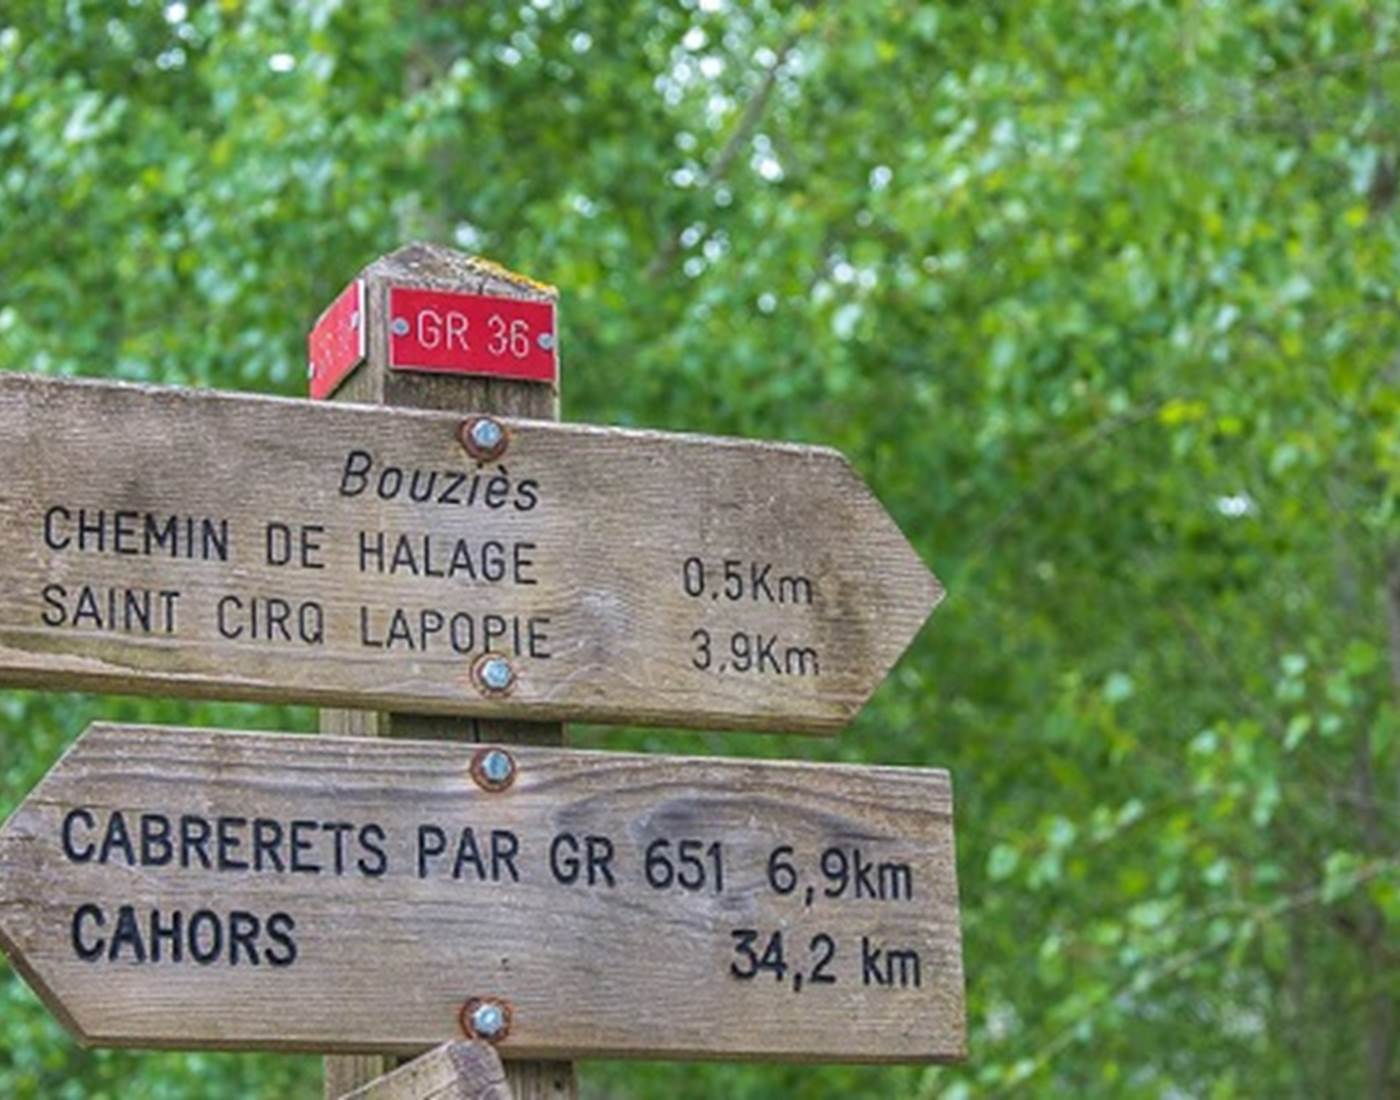 GR 36
Bouziès
CHEMIN DE HALAGE 0.5Km
SAINT CIRQ LAPOPIE 3.9Km
CABRERETS PAR GR 651 6,9km
CAHORS 34,2 km